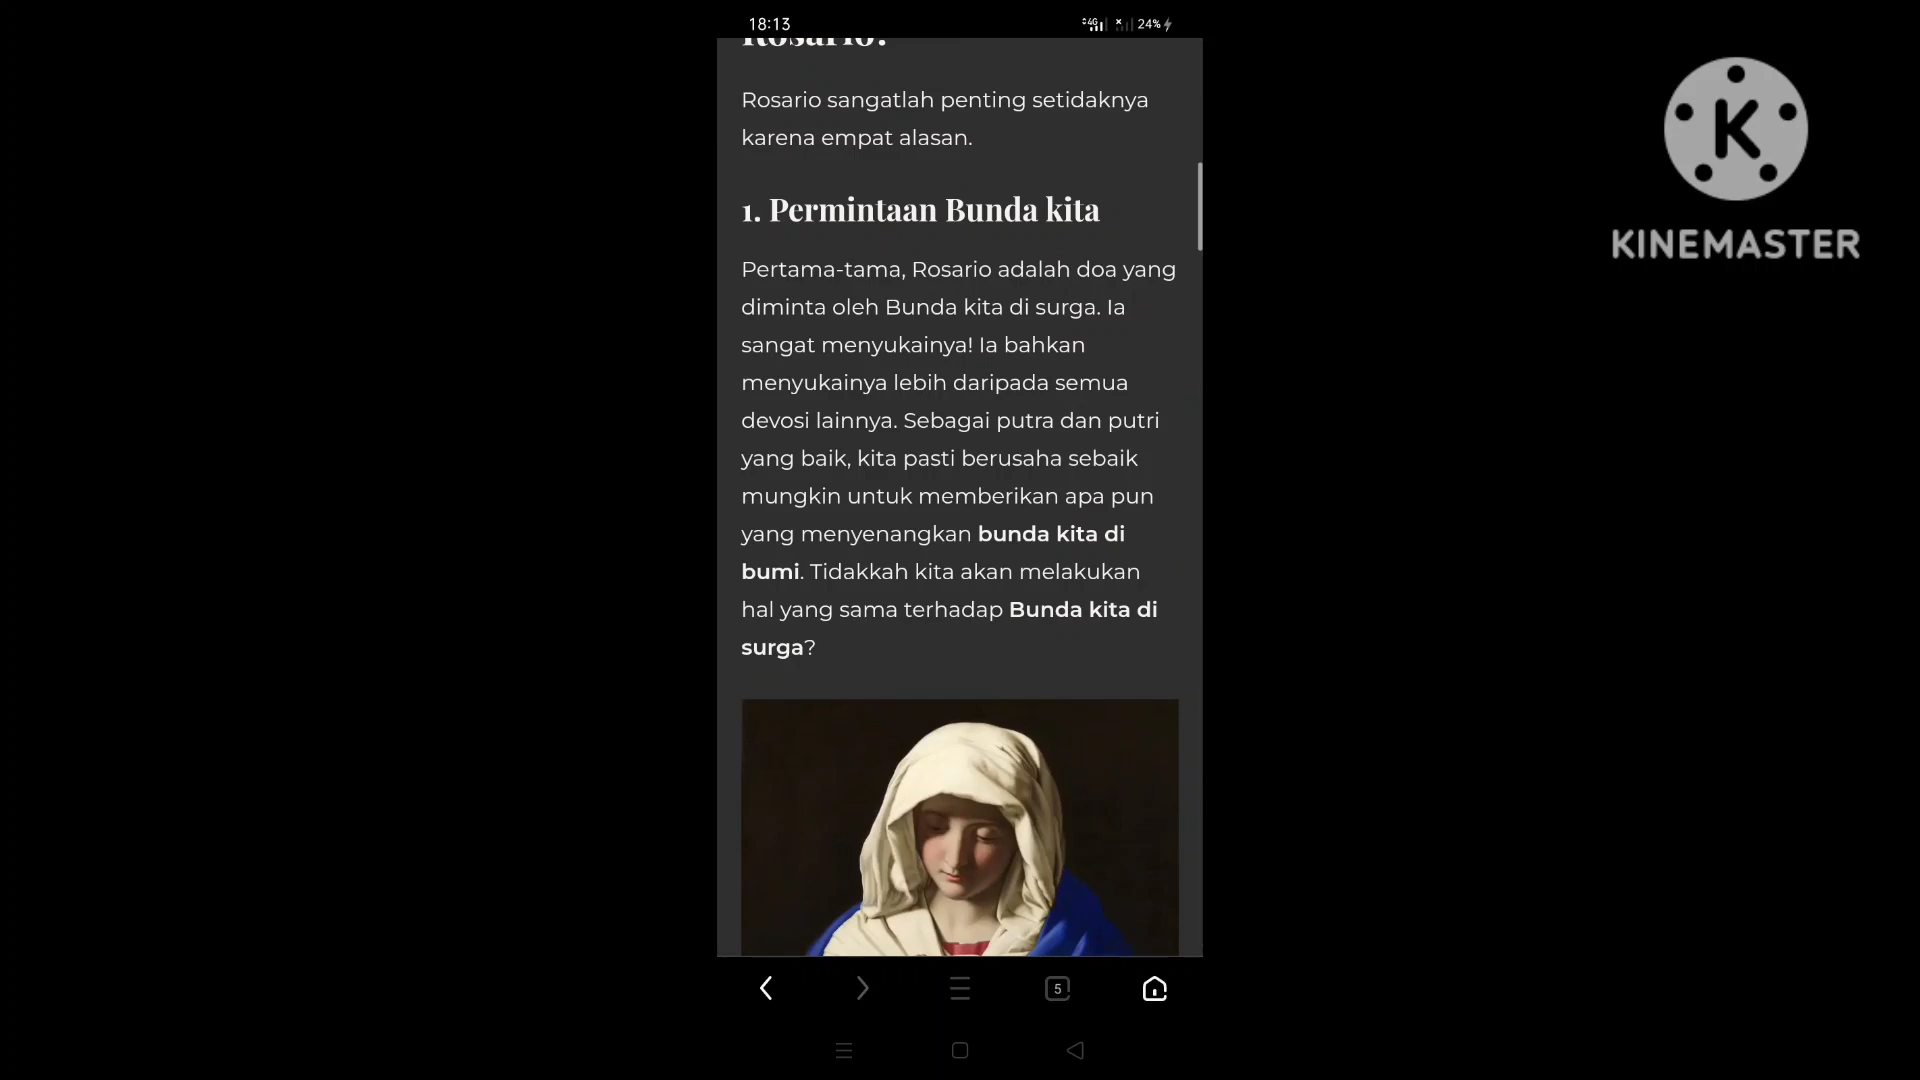 18:13
4G
24%
Rosario?
Rosario sangatlah penting setidaknya
karena empat alasan.
1. Permintaan Bunda kita
Pertama-tama, Rosario adalah doa yang
diminta oleh Bunda kita di surga. Ia
sangat menyukainya! Ia bahkan
menyukainya lebih daripada semua
devosi lainnya. Sebagai putra dan putri
yang baik, kita pasti berusaha sebaik
mungkin untuk memberikan apa pun
yang menyenangkan bunda kita di
bumi. Tidakkah kita akan melakukan
hal yang sama terhadap Bunda kita di
surga?
5
K
KINEMASTER